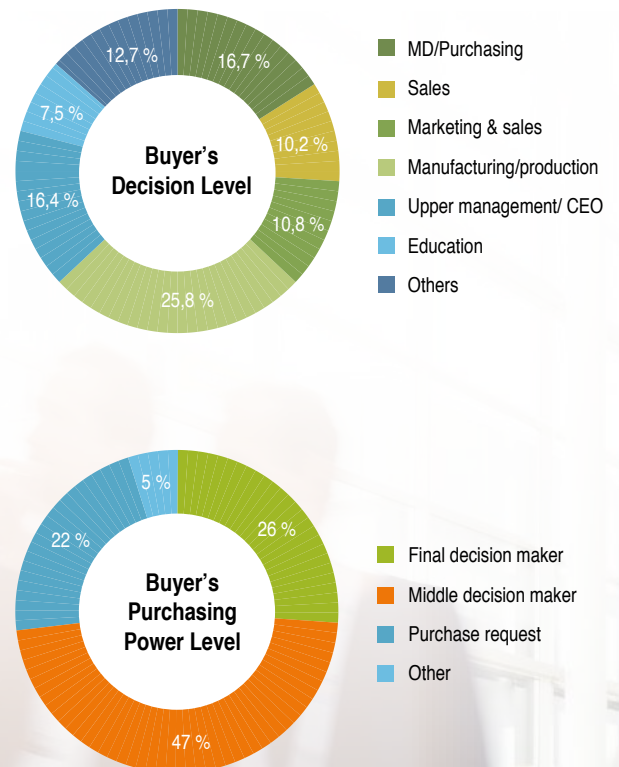 12,7 %
16,7 %
7,5 %
10,2 %
16,4 %
10,8 %
25,8 %
Buyer's
Decision Level
MD/Purchasing
Sales
Marketing & sales
Manufacturing/production
Upper management/ CEO
Education
Others
5 %
26 %
22 %
47 %
Buyer's
Purchasing
Power Level
Final decision maker
Middle decision maker
Purchase request
Other